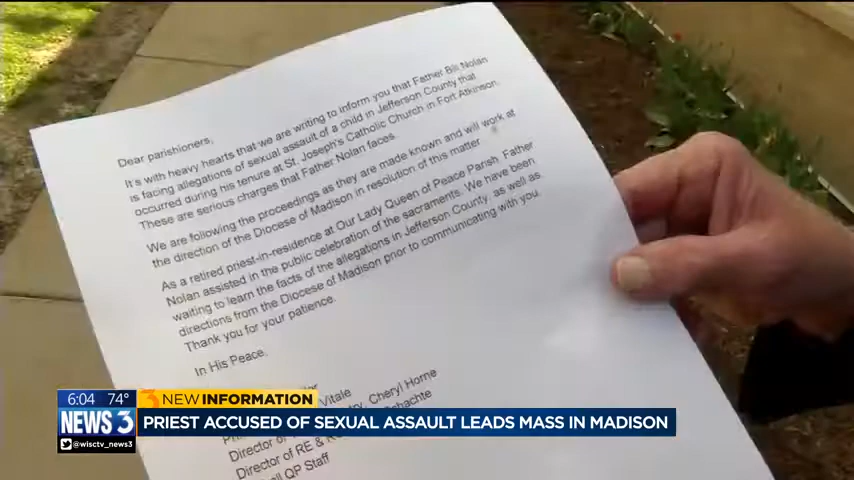 Dear parishioners,
It's with heavy hearts that we are writing to inform you that Father Bill Nolan
is facing allegations of sexual assault of a child in Jefferson County that
occurred during his tenure at St. Joseph's Catholic Church in Fort Atkinson.
These are serious charges that Father Nolan faces.
We are following the proceedings as they are made known and will work at
the direction of the Diocese of Madison in resolution of this matter
As a retired priest-in-residence at Our Lady Queen of Peace Parish, Father
Nolan assisted in the public celebration of the sacraments. We have been
waiting to learn the facts of the allegations in Jefferson County, as well as
directions from the Diocese of Madison prior to communicating with you.
Thank you for your patience.
In His Peace,
Vitale
Director of
Cheryl Horne
Director of RE &
QP Staff
6:04 74°
3 NEW INFORMATION
NEWS 3
PRIEST ACCUSED OF SEXUAL ASSAULT LEADS MASS IN MADISON
@wisctv_news3